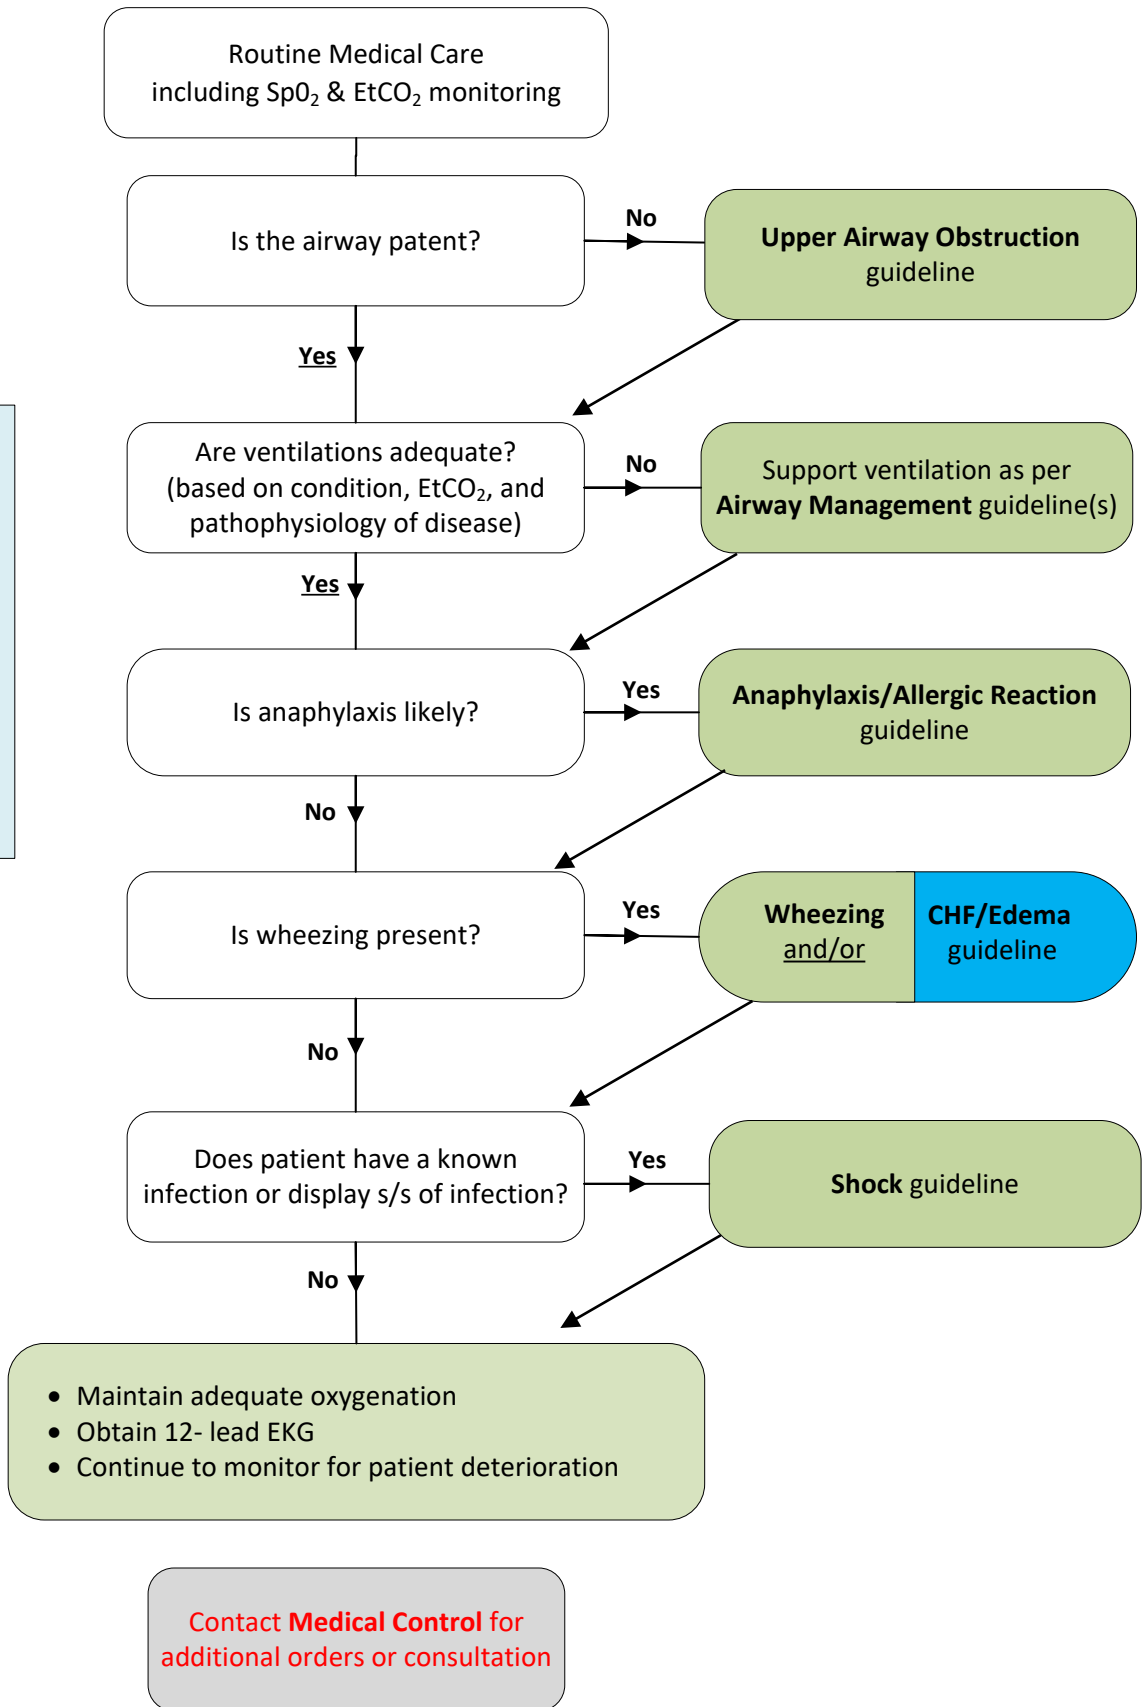 Routine Medical Care
including Sp0₂ & EtCO₂ monitoring
Is the airway patent?
No
Upper Airway Obstruction
guideline
Yes
Are ventilations adequate?
(based on condition, EtCO₂, and
pathophysiology of disease)
No
Support ventilation as per
Airway Management guideline(s)
Yes
Is anaphylaxis likely?
Yes
Anaphylaxis/Allergic Reaction
guideline
No
Is wheezing present?
Yes
Wheezing
and/or
CHF/Edema
guideline
No
Does patient have a known
infection or display s/s of infection?
Yes
Shock guideline
No
• Maintain adequate oxygenation
• Obtain 12- lead EKG
• Continue to monitor for patient deterioration
Contact Medical Control for
additional orders or consultation